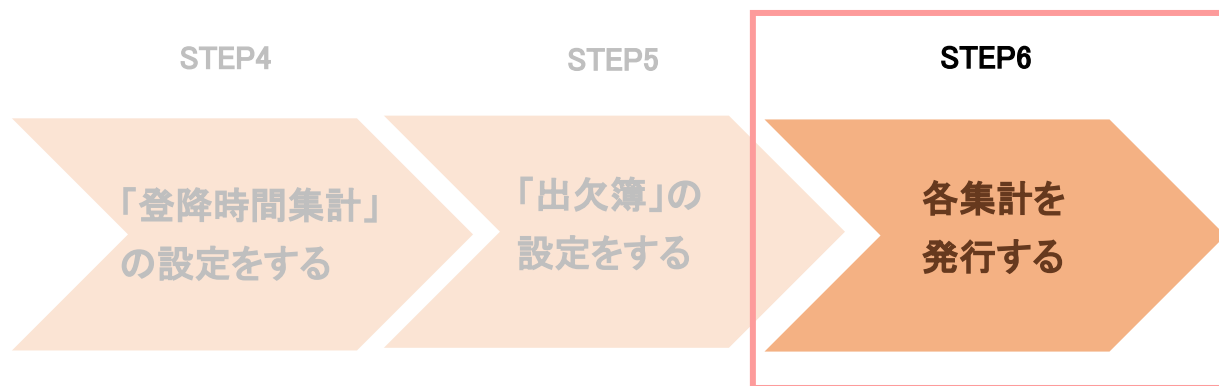 STEP4
STEP5
STEP6
「登降時間集計」
の設定をする
「出欠簿」の
設定をする
各集計を
発行する